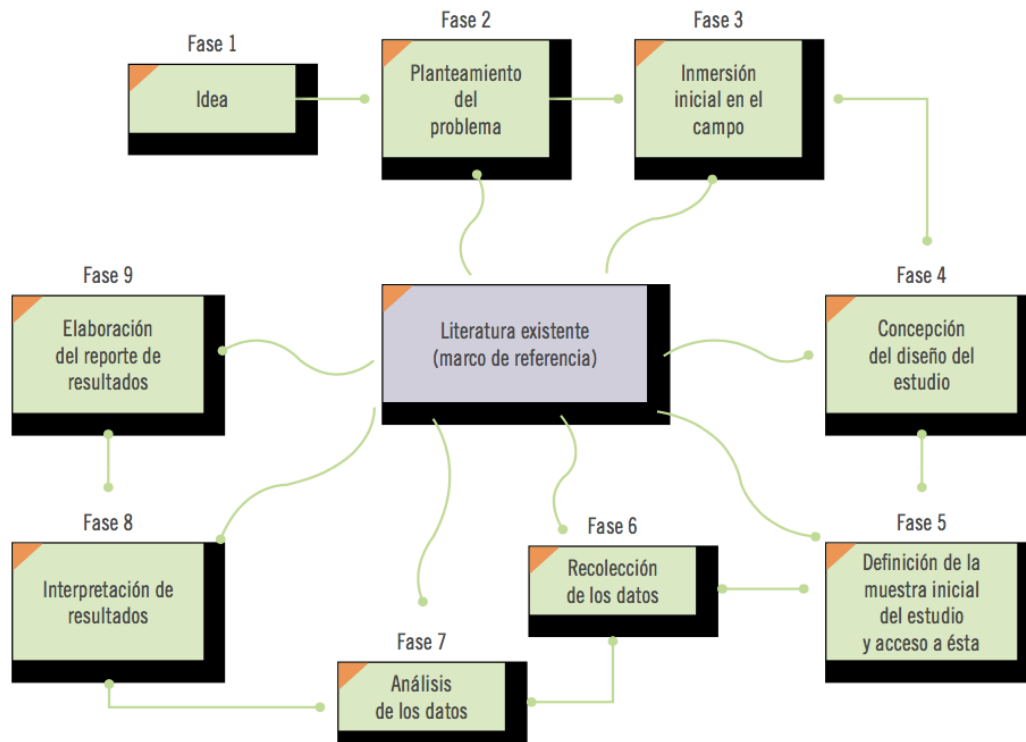 Fase 1
Idea
Fase 2
Planteamiento
del
problema
Fase 3
Inmersión
inicial en el
campo
Fase 4
Concepción
del diseño del
estudio
Literatura existente
(marco de referencia)
Fase 9
Elaboración
del reporte de
resultados
Fase 5
Definición de la
muestra inicial
del estudio
y acceso a ésta
Fase 6
Recolección
de los datos
Fase 7
Análisis
de los datos
Fase 8
Interpretación de
resultados